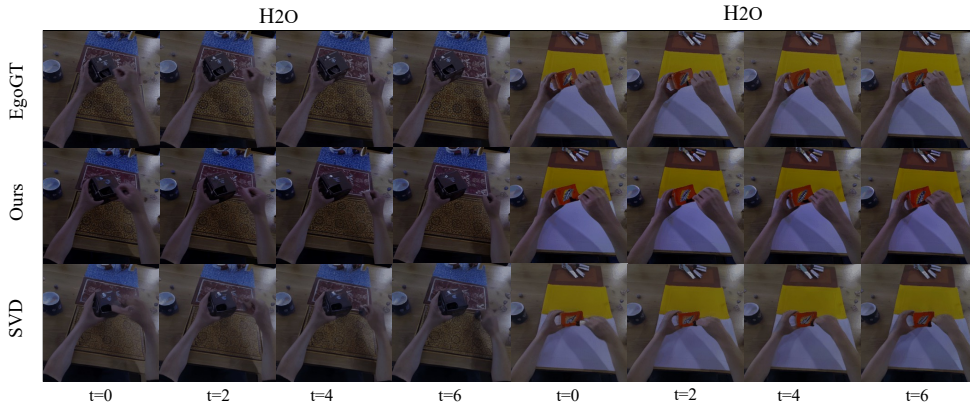 H2O H2O
EgoGT
Ours
SVD
t=0 t=2 t=4 t=6 t=0 t=2 t=4 t=6